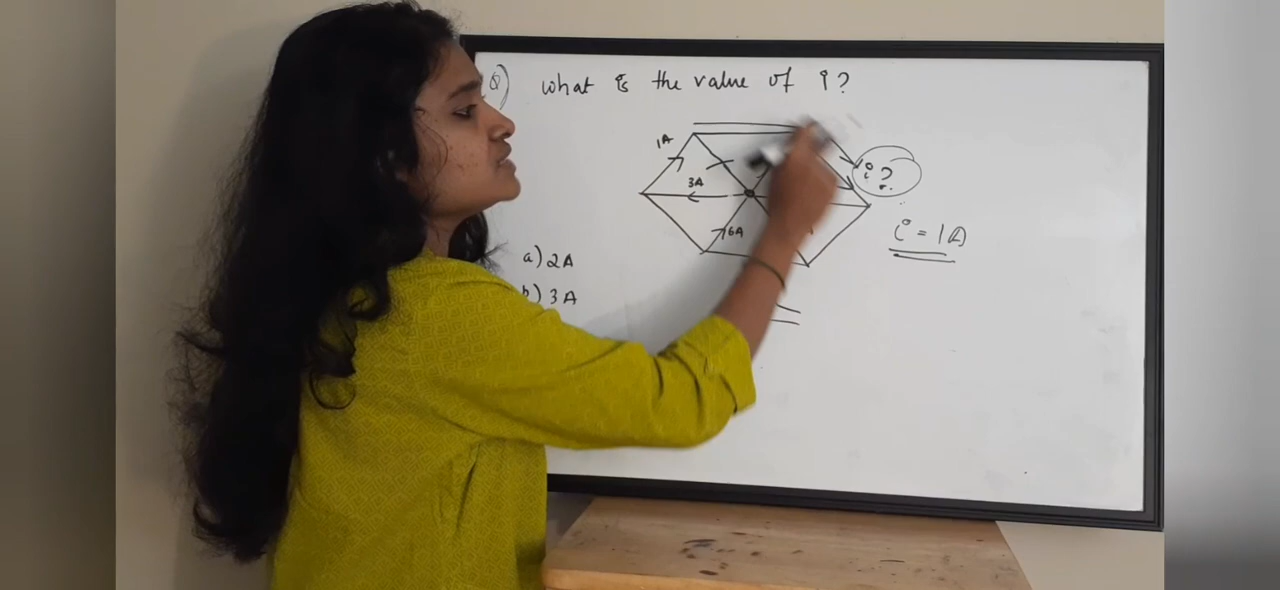 Q) What is the value of i?
1A
i?
3A
6A
i = 1A
a) 2A
b) 3A